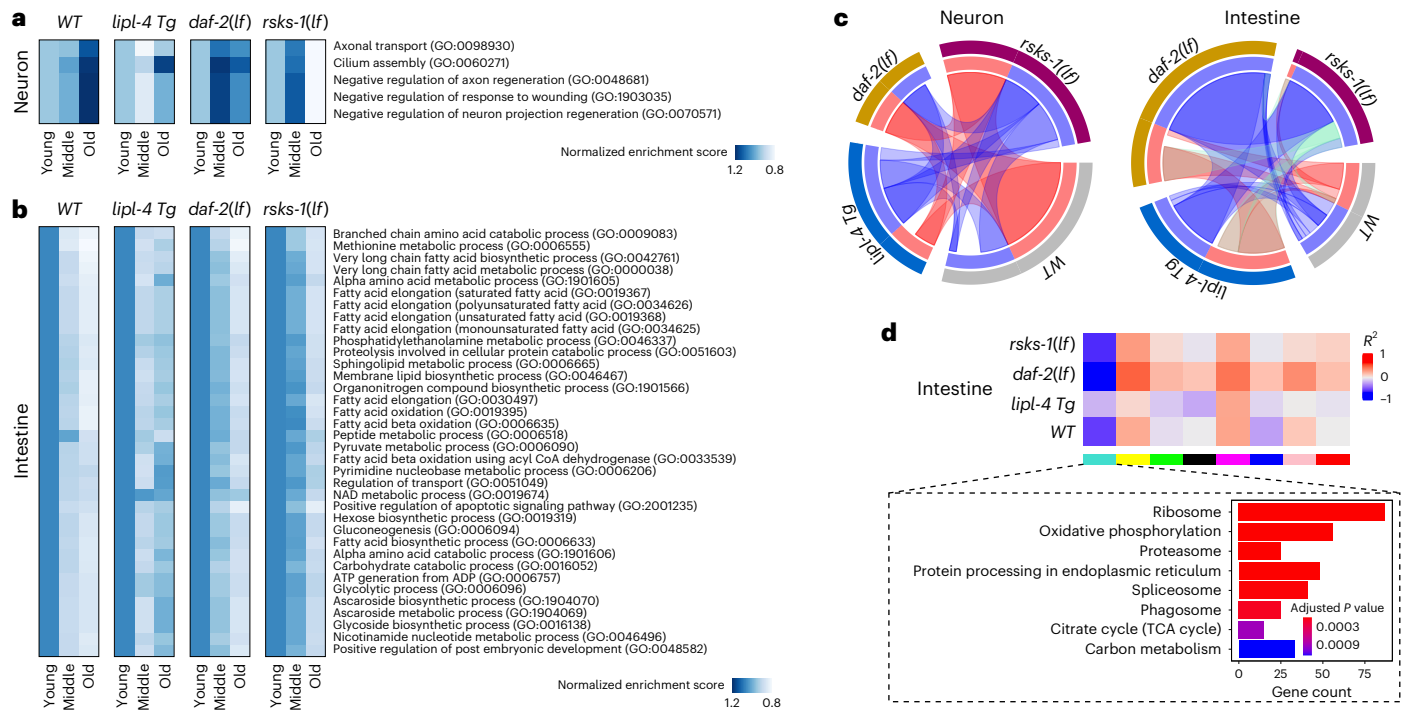 a
WT
lipl-4 Tg
daf-2(lf)
rsks-1(lf)
Neuron
Axonal transport (GO:0098930)
Cilium assembly (GO:0060271)
Negative regulation of axon regeneration (GO:0048681)
Negative regulation of response to wounding (GO:1903035)
Negative regulation of neuron projection regeneration (GO:0070571)
Young
Middle
Old
Young
Middle
Old
Young
Middle
Old
Young
Middle
Old
Normalized enrichment score
1.2
0.8
b
WT
lipl-4 Tg
daf-2(lf)
rsks-1(lf)
Intestine
Branched chain amino acid catabolic process (GO:0009083)
Methionine metabolic process (GO:0006555)
Very long chain fatty acid biosynthetic process (GO:0042761)
Very long chain fatty acid metabolic process (GO:0000038)
Alpha amino acid metabolic process (GO:1901605)
Fatty acid elongation (saturated fatty acid (GO:0019367)
Fatty acid elongation (polyunsaturated fatty acid (GO:0034626)
Fatty acid elongation (unsaturated fatty acid (GO:0019368)
Fatty acid elongation (monounsaturated fatty acid (GO:0034625)
Phosphatidylethanolamine metabolic process (GO:0046337)
Proteolysis involved in cellular protein catabolic process (GO:0051603)
Sphingolipid metabolic process (GO:0006665)
Membrane lipid biosynthetic process (GO:0046467)
Organonitrogen compound biosynthetic process (GO:1901566)
Fatty acid elongation (GO:0030497)
Fatty acid oxidation (GO:0019395)
Fatty acid beta oxidation (GO:0006635)
Peptide metabolic process (GO:0006518)
Pyruvate metabolic process (GO:0006090)
Fatty acid beta oxidation using acyl CoA dehydrogenase (GO:0033539)
Pyrimidine nucleobase metabolic process (GO:0006206)
Regulation of transport (GO:0051049)
NAD metabolic process (GO:0019674)
Positive regulation of apoptotic signaling pathway (GO:2001235)
Hexose biosynthetic process (GO:0019319)
Gluconeogenesis (GO:0006094)
Fatty acid biosynthetic process (GO:0006633)
Alpha amino acid catabolic process (GO:1901606)
Carbohydrate catabolic process (GO:0016052)
ATP generation from ADP (GO:0006757)
Glycolytic process (GO:0006096)
Ascaroside biosynthetic process (GO:1904070)
Ascaroside metabolic process (GO:1904069)
Glycoside biosynthetic process (GO:0016138)
Nicotinamide nucleotide metabolic process (GO:0046496)
Positive regulation of post embryonic development (GO:0048582)
Young
Middle
Old
Young
Middle
Old
Young
Middle
Old
Young
Middle
Old
Normalized enrichment score
1.2
0.8
c
Neuron
daf-2(lf)
rsks-1(lf)
lipl-4 Tg
WT
Intestine
daf-2(lf)
rsks-1(lf)
lipl-4 Tg
WT
d
Intestine
rsks-1(lf)
daf-2(lf)
lipl-4 Tg
WT
R²
1
0
−1
Ribosome
Oxidative phosphorylation
Proteasome
Protein processing in endoplasmic reticulum
Spliceosome
Phagosome
Citrate cycle (TCA cycle)
Carbon metabolism
Adjusted P value
0.0003
0.0009
0
25
50
75
Gene count